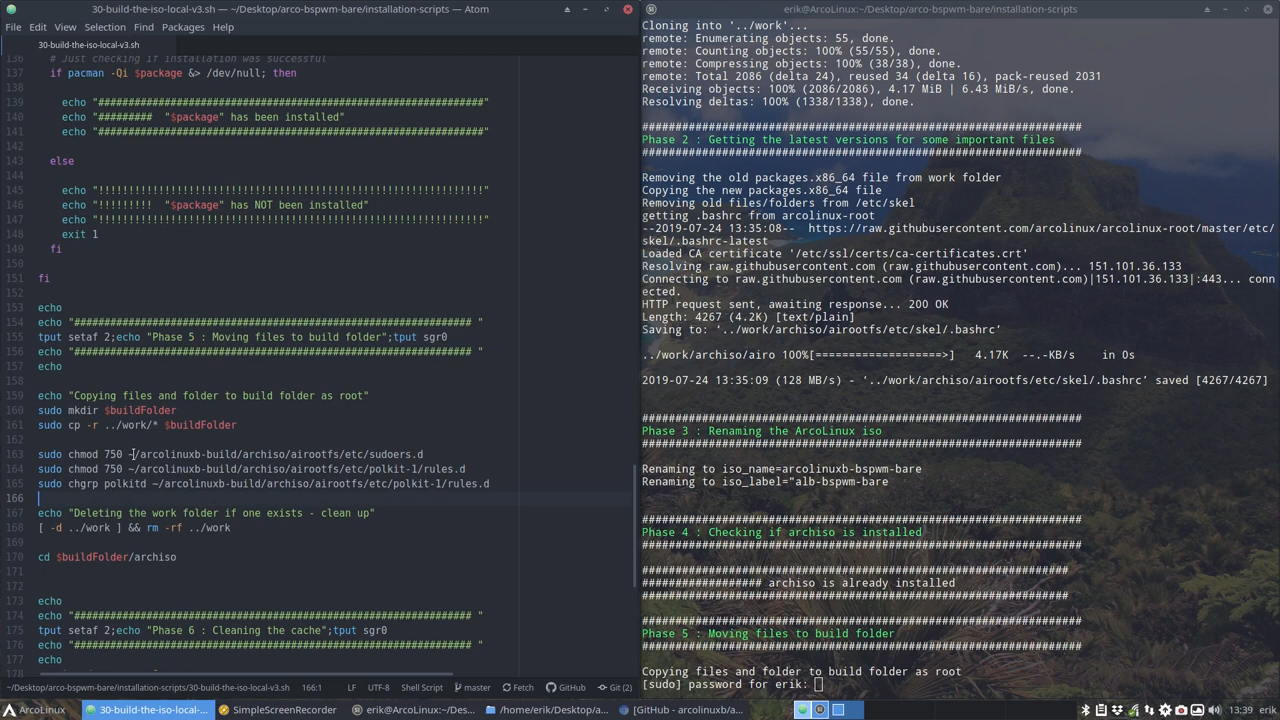 30-build-the-iso-local-v3.sh — ~/Desktop/arco-bspwm-bare/installation-scripts — Atom
File Edit View Selection Find Packages Help
30-build-the-iso-local-v3.sh
136 # Just checking if installation was successful
137 if pacman -Qi $package &> /dev/null; then
138
139 echo "################################################################"
140 echo "######### "$package" has been installed"
141 echo "################################################################"
142
143 else
144
145 echo "!!!!!!!!!!!!!!!!!!!!!!!!!!!!!!!!!!!!!!!!!!!!!!!!!!!!!!!!!!!!!!!!"
146 echo "!!!!!!!!! "$package" has NOT been installed"
147 echo "!!!!!!!!!!!!!!!!!!!!!!!!!!!!!!!!!!!!!!!!!!!!!!!!!!!!!!!!!!!!!!!!"
148 exit 1
149 fi
150
151 fi
152
153 echo
154 echo "################################################################## "
155 tput setaf 2;echo "Phase 5 : Moving files to build folder";tput sgr0
156 echo "################################################################## "
157 echo
158
159 echo "Copying files and folder to build folder as root"
160 sudo mkdir $buildFolder
161 sudo cp -r ../work/* $buildFolder
162
163 sudo chmod 750 ~/arcolinuxb-build/archiso/airootfs/etc/sudoers.d
164 sudo chmod 750 ~/arcolinuxb-build/archiso/airootfs/etc/polkit-1/rules.d
165 sudo chgrp polkitd ~/arcolinuxb-build/archiso/airootfs/etc/polkit-1/rules.d
166
167 echo "Deleting the work folder if one exists - clean up"
168 [ -d ../work ] && rm -rf ../work
169
170 cd $buildFolder/archiso
171
172
173 echo
174 echo "################################################################## "
175 tput setaf 2;echo "Phase 6 : Cleaning the cache";tput sgr0
176 echo "################################################################## "
177 echo
178
~/Desktop/arco-bspwm-bare/installation-scripts/30-build-the-iso-local-v3.sh 166:1 LF UTF-8 Shell Script master Fetch GitHub Git (2)
erik@ArcoLinux:~/Desktop/arco-bspwm-bare/installation-scripts
Cloning into '../work'...
remote: Enumerating objects: 55, done.
remote: Counting objects: 100% (55/55), done.
remote: Compressing objects: 100% (38/38), done.
remote: Total 2086 (delta 24), reused 34 (delta 16), pack-reused 2031
Receiving objects: 100% (2086/2086), 4.17 MiB | 6.43 MiB/s, done.
Resolving deltas: 100% (1338/1338), done.
##################################################################
Phase 2 : Getting the latest versions for some important files
##################################################################
Removing the old packages.x86_64 file from work folder
Copying the new packages.x86_64 file
Removing old files/folders from /etc/skel
getting .bashrc from arcolinux-root
--2019-07-24 13:35:08-- https://raw.githubusercontent.com/arcolinux/arcolinux-root/master/etc/
skel/.bashrc-latest
Loaded CA certificate '/etc/ssl/certs/ca-certificates.crt'
Resolving raw.githubusercontent.com (raw.githubusercontent.com)... 151.101.36.133
Connecting to raw.githubusercontent.com (raw.githubusercontent.com)|151.101.36.133|:443... conn
ected.
HTTP request sent, awaiting response... 200 OK
Length: 4267 (4.2K) [text/plain]
Saving to: ‘../work/archiso/airootfs/etc/skel/.bashrc’
../work/archiso/airo 100%[===================>] 4.17K --.-KB/s in 0s
2019-07-24 13:35:09 (128 MB/s) - ‘../work/archiso/airootfs/etc/skel/.bashrc’ saved [4267/4267]
##################################################################
Phase 3 : Renaming the ArcoLinux iso
##################################################################
Renaming to iso_name=arcolinuxb-bspwm-bare
Renaming to iso_label="alb-bspwm-bare
##################################################################
Phase 4 : Checking if archiso is installed
##################################################################
################################################################
################## archiso is already installed
################################################################
##################################################################
Phase 5 : Moving files to build folder
##################################################################
Copying files and folder to build folder as root
[sudo] password for erik:
ArcoLinux 30-build-the-iso-local-... SimpleScreenRecorder erik@ArcoLinux:~/Desktop/... /home/erik/Desktop/a... [GitHub - arcolinuxb/a... 13:39 erik